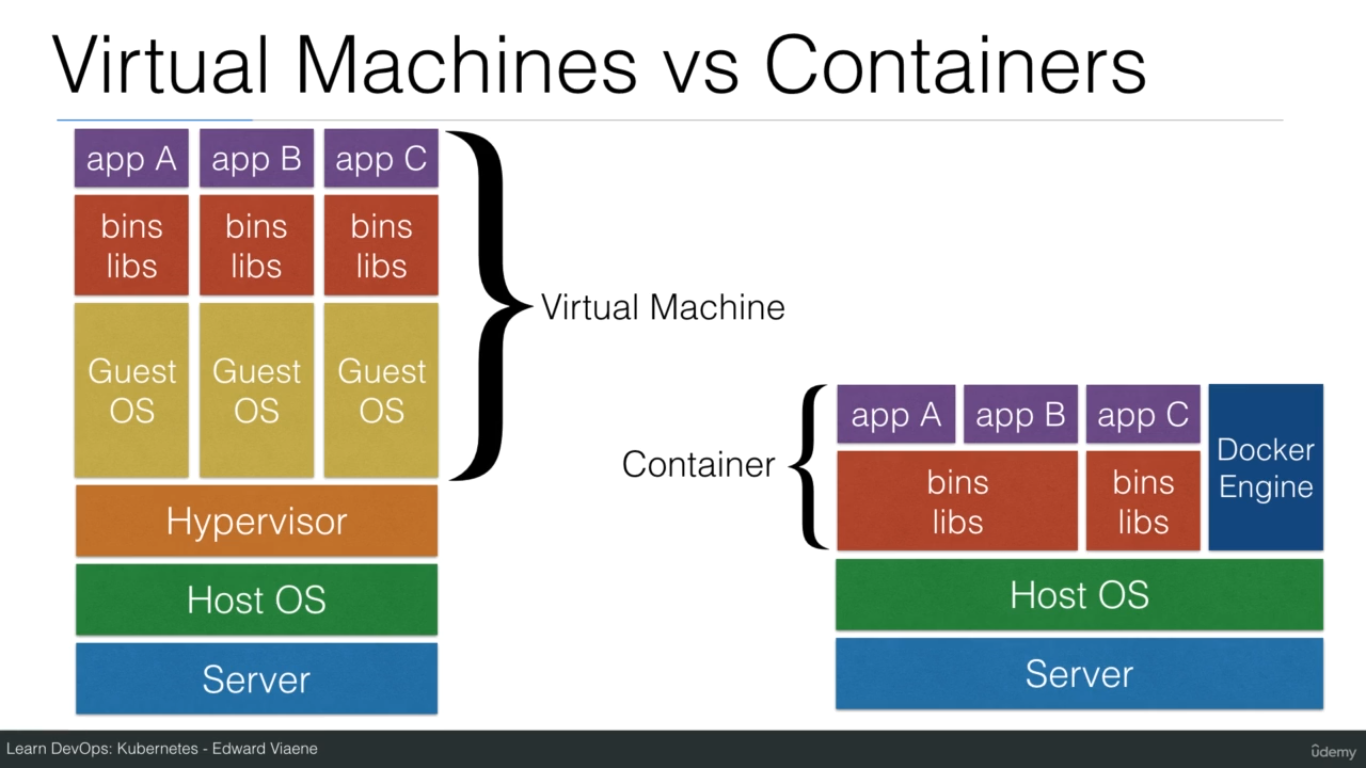 Virtual Machines vs Containers
app A
app B
app C
bins
libs
bins
libs
bins
libs
Guest
OS
Guest
OS
Guest
OS
Hypervisor
Host OS
Server
Virtual Machine
Container
app A
app B
app C
Docker
Engine
bins
libs
bins
libs
Host OS
Server
Learn DevOps: Kubernetes - Edward Viaene
ûdemy